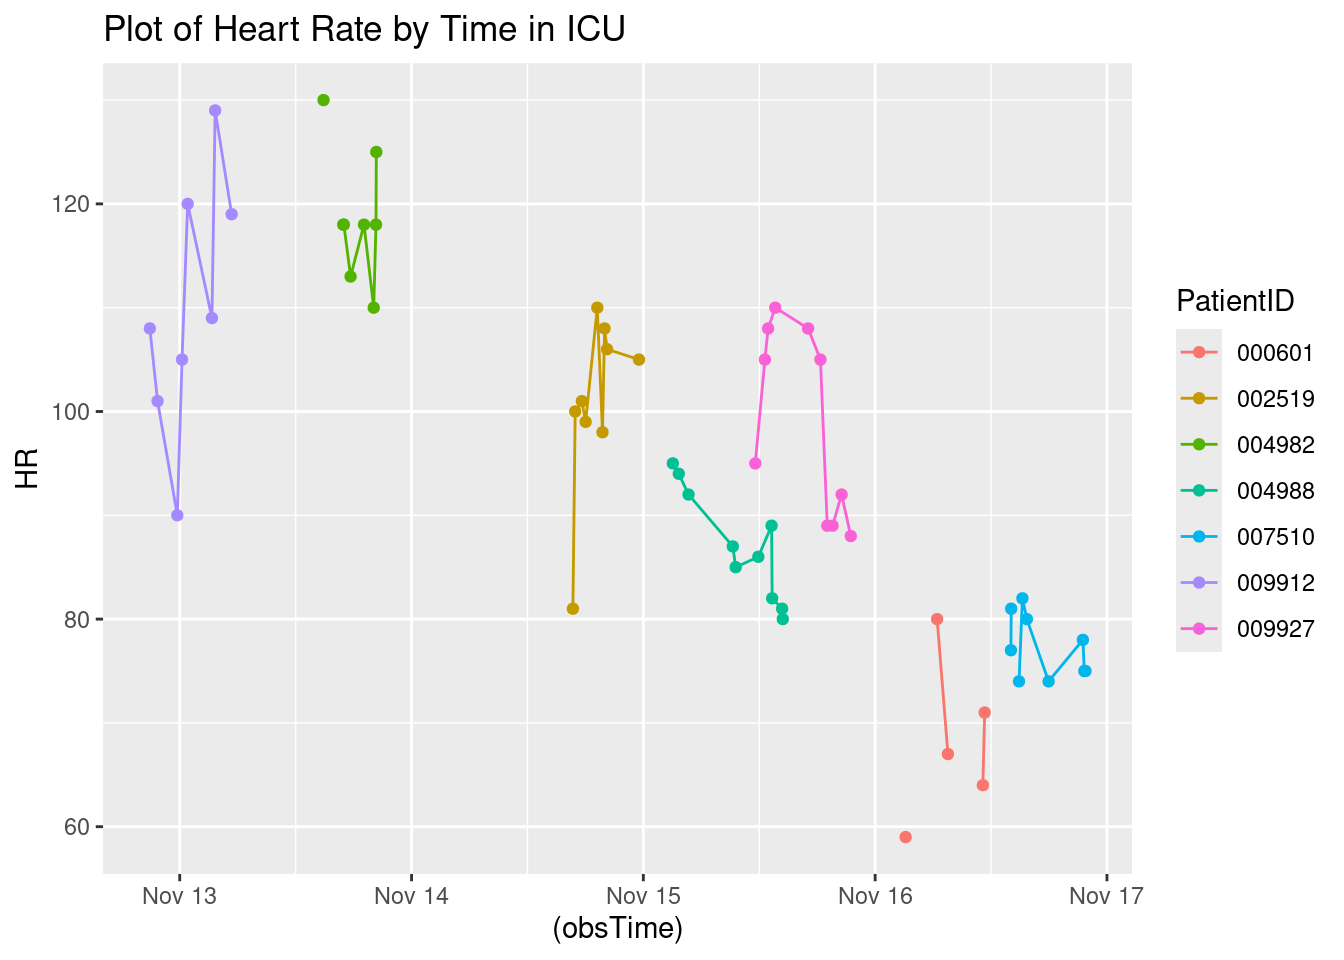 Plot of Heart Rate by Time in ICU
120
100
80
60
HR
Nov 13
Nov 14
Nov 15
Nov 16
Nov 17
(obsTime)
PatientID
000601
002519
004982
004988
007510
009912
009927